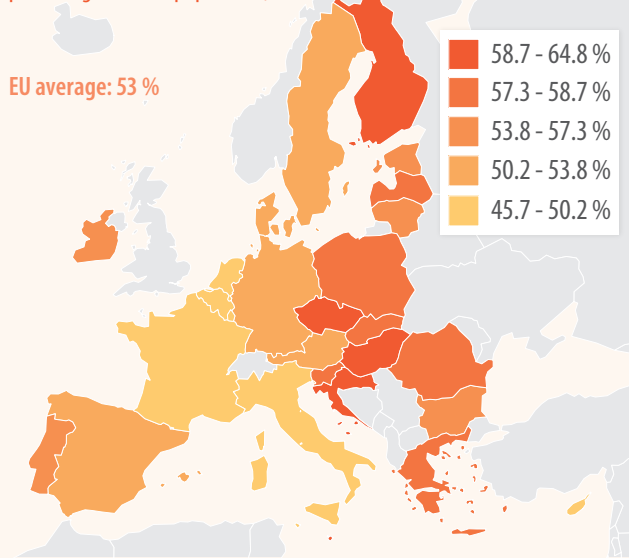 EU average: 53 %
58.7 - 64.8 %
57.3 - 58.7 %
53.8 - 57.3 %
50.2 - 53.8 %
45.7 - 50.2 %